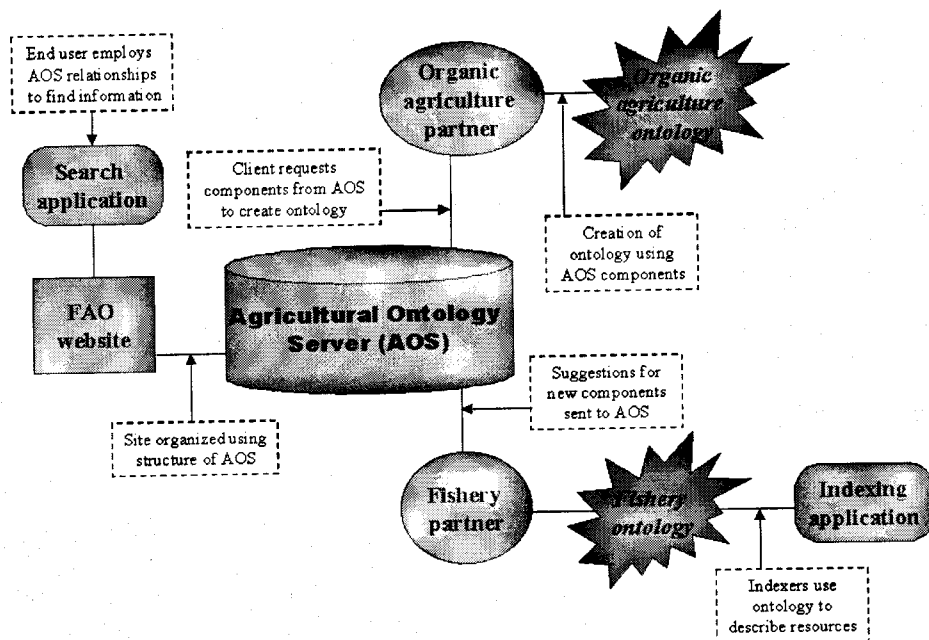 End user employs
AOS relationships
to find information
Organic
agriculture
partner
Organic
agriculture
ontology
Search
application
Client requests
components from AOS
to create ontology
Creation of
ontology using
AOS components
FAO
website
Agricultural Ontology
Server (AOS)
Suggestions for
new components
sent to AOS
Site organized using
structure of AOS
Fishery
partner
Fishery
ontology
Indexing
application
Indexers use
ontology to
describe resources